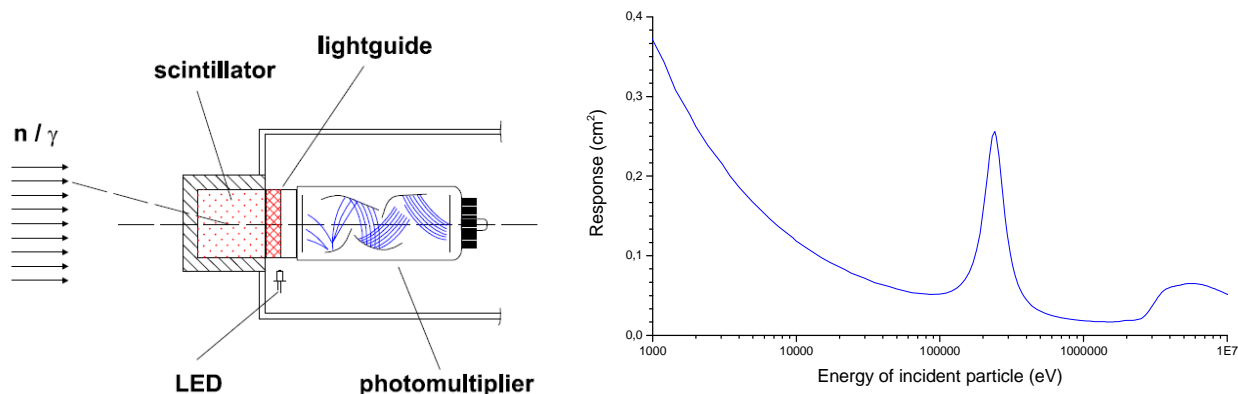 lightguide
scintillator
n / γ
LED
photomultiplier
0,4
0,3
0,2
0,1
0,0
Response (cm²)
1000 10000 100000 1000000 1E7
Energy of incident particle (eV)